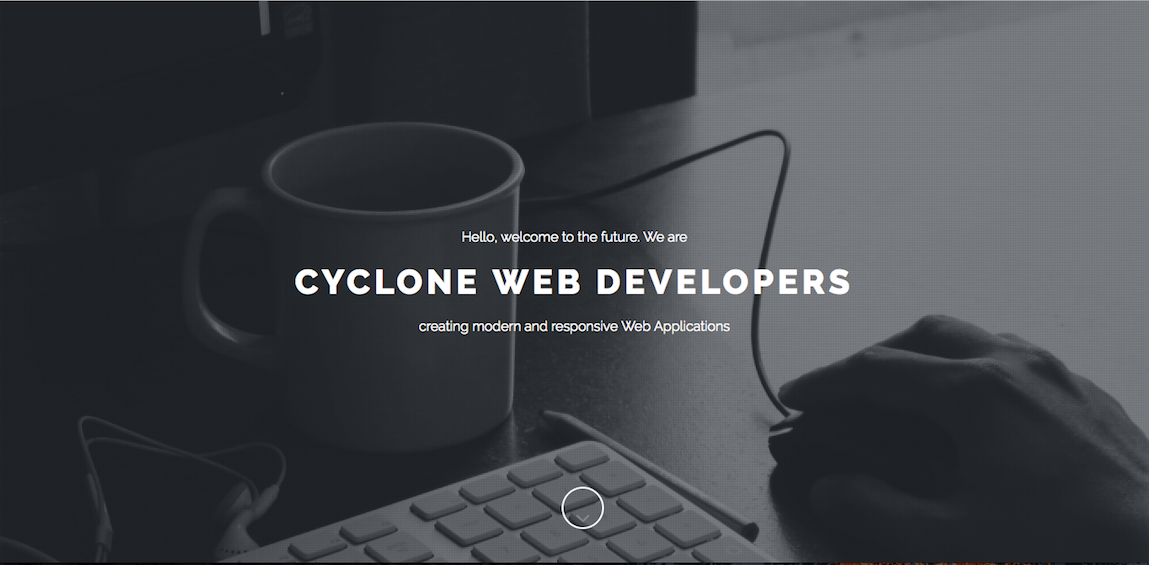 Hello, welcome to the future. We are
CYCLONE WEB DEVELOPERS
creating modern and responsive Web Applications